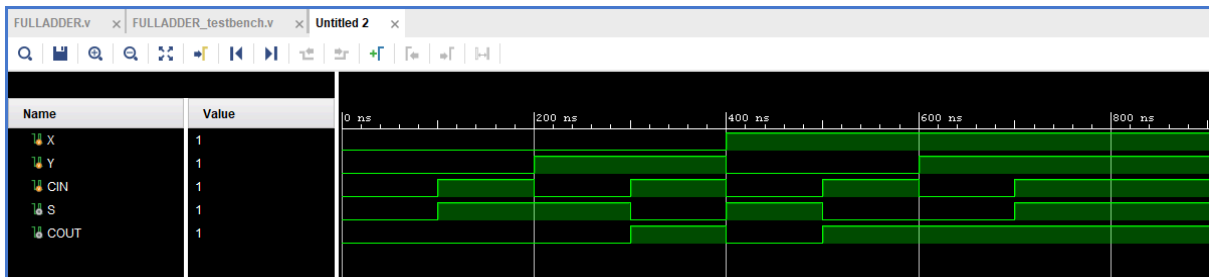 FULLADDER.v × FULLADDER_testbench.v × Untitled 2 ×
Name Value 0 ns 200 ns 400 ns 600 ns 800 ns
X 1
Y 1
CIN 1
S 1
COUT 1